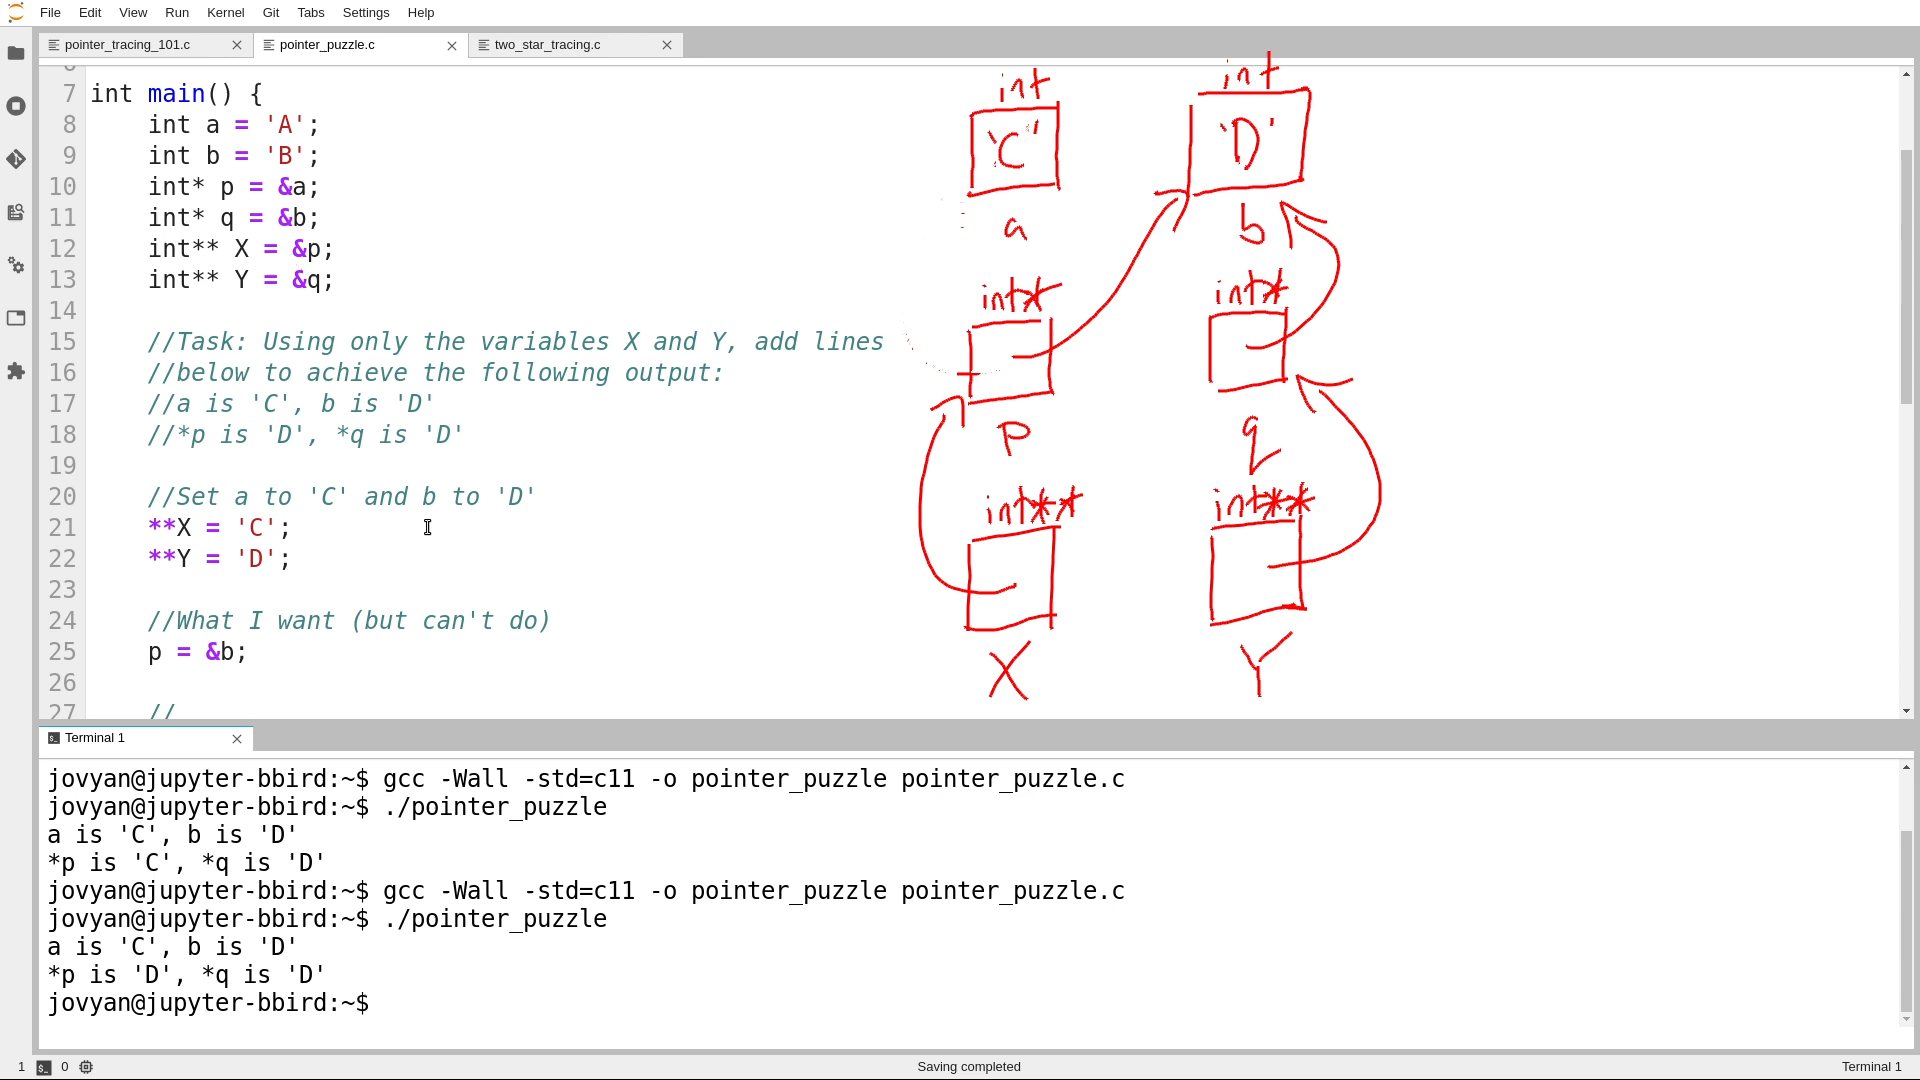 File Edit View Run Kernel Git Tabs Settings Help
pointer_tracing_101.c pointer_puzzle.c two_star_tracing.c
7 int main() {
8 int a = 'A';
9 int b = 'B';
10 int* p = &a;
11 int* q = &b;
12 int** X = &p;
13 int** Y = &q;
14
15 //Task: Using only the variables X and Y, add lines
16 //below to achieve the following output:
17 //a is 'C', b is 'D'
18 //*p is 'D', *q is 'D'
19
20 //Set a to 'C' and b to 'D'
21 **X = 'C';
22 **Y = 'D';
23
24 //What I want (but can't do)
25 p = &b;
26
27 //
int int
'C' 'D'
a b
int* int*
p q
int** int**
X Y
Terminal 1
jovyan@jupyter-bbird:~$ gcc -Wall -std=c11 -o pointer_puzzle pointer_puzzle.c
jovyan@jupyter-bbird:~$ ./pointer_puzzle
a is 'C', b is 'D'
*p is 'C', *q is 'D'
jovyan@jupyter-bbird:~$ gcc -Wall -std=c11 -o pointer_puzzle pointer_puzzle.c
jovyan@jupyter-bbird:~$ ./pointer_puzzle
a is 'C', b is 'D'
*p is 'D', *q is 'D'
jovyan@jupyter-bbird:~$
1 0 Saving completed Terminal 1